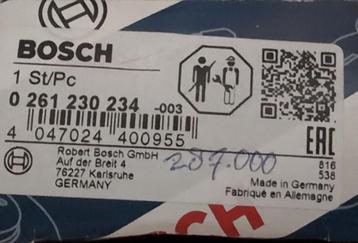 BOSCH
1 St/Pc
0 261 230 234 -003
4 047024 400955
EAC
Robert Bosch GmbH
Auf der Breit 4
76227 Karlsruhe
GERMANY
287.000
816
538
Made in Germany
Fabriqué en Allemagne